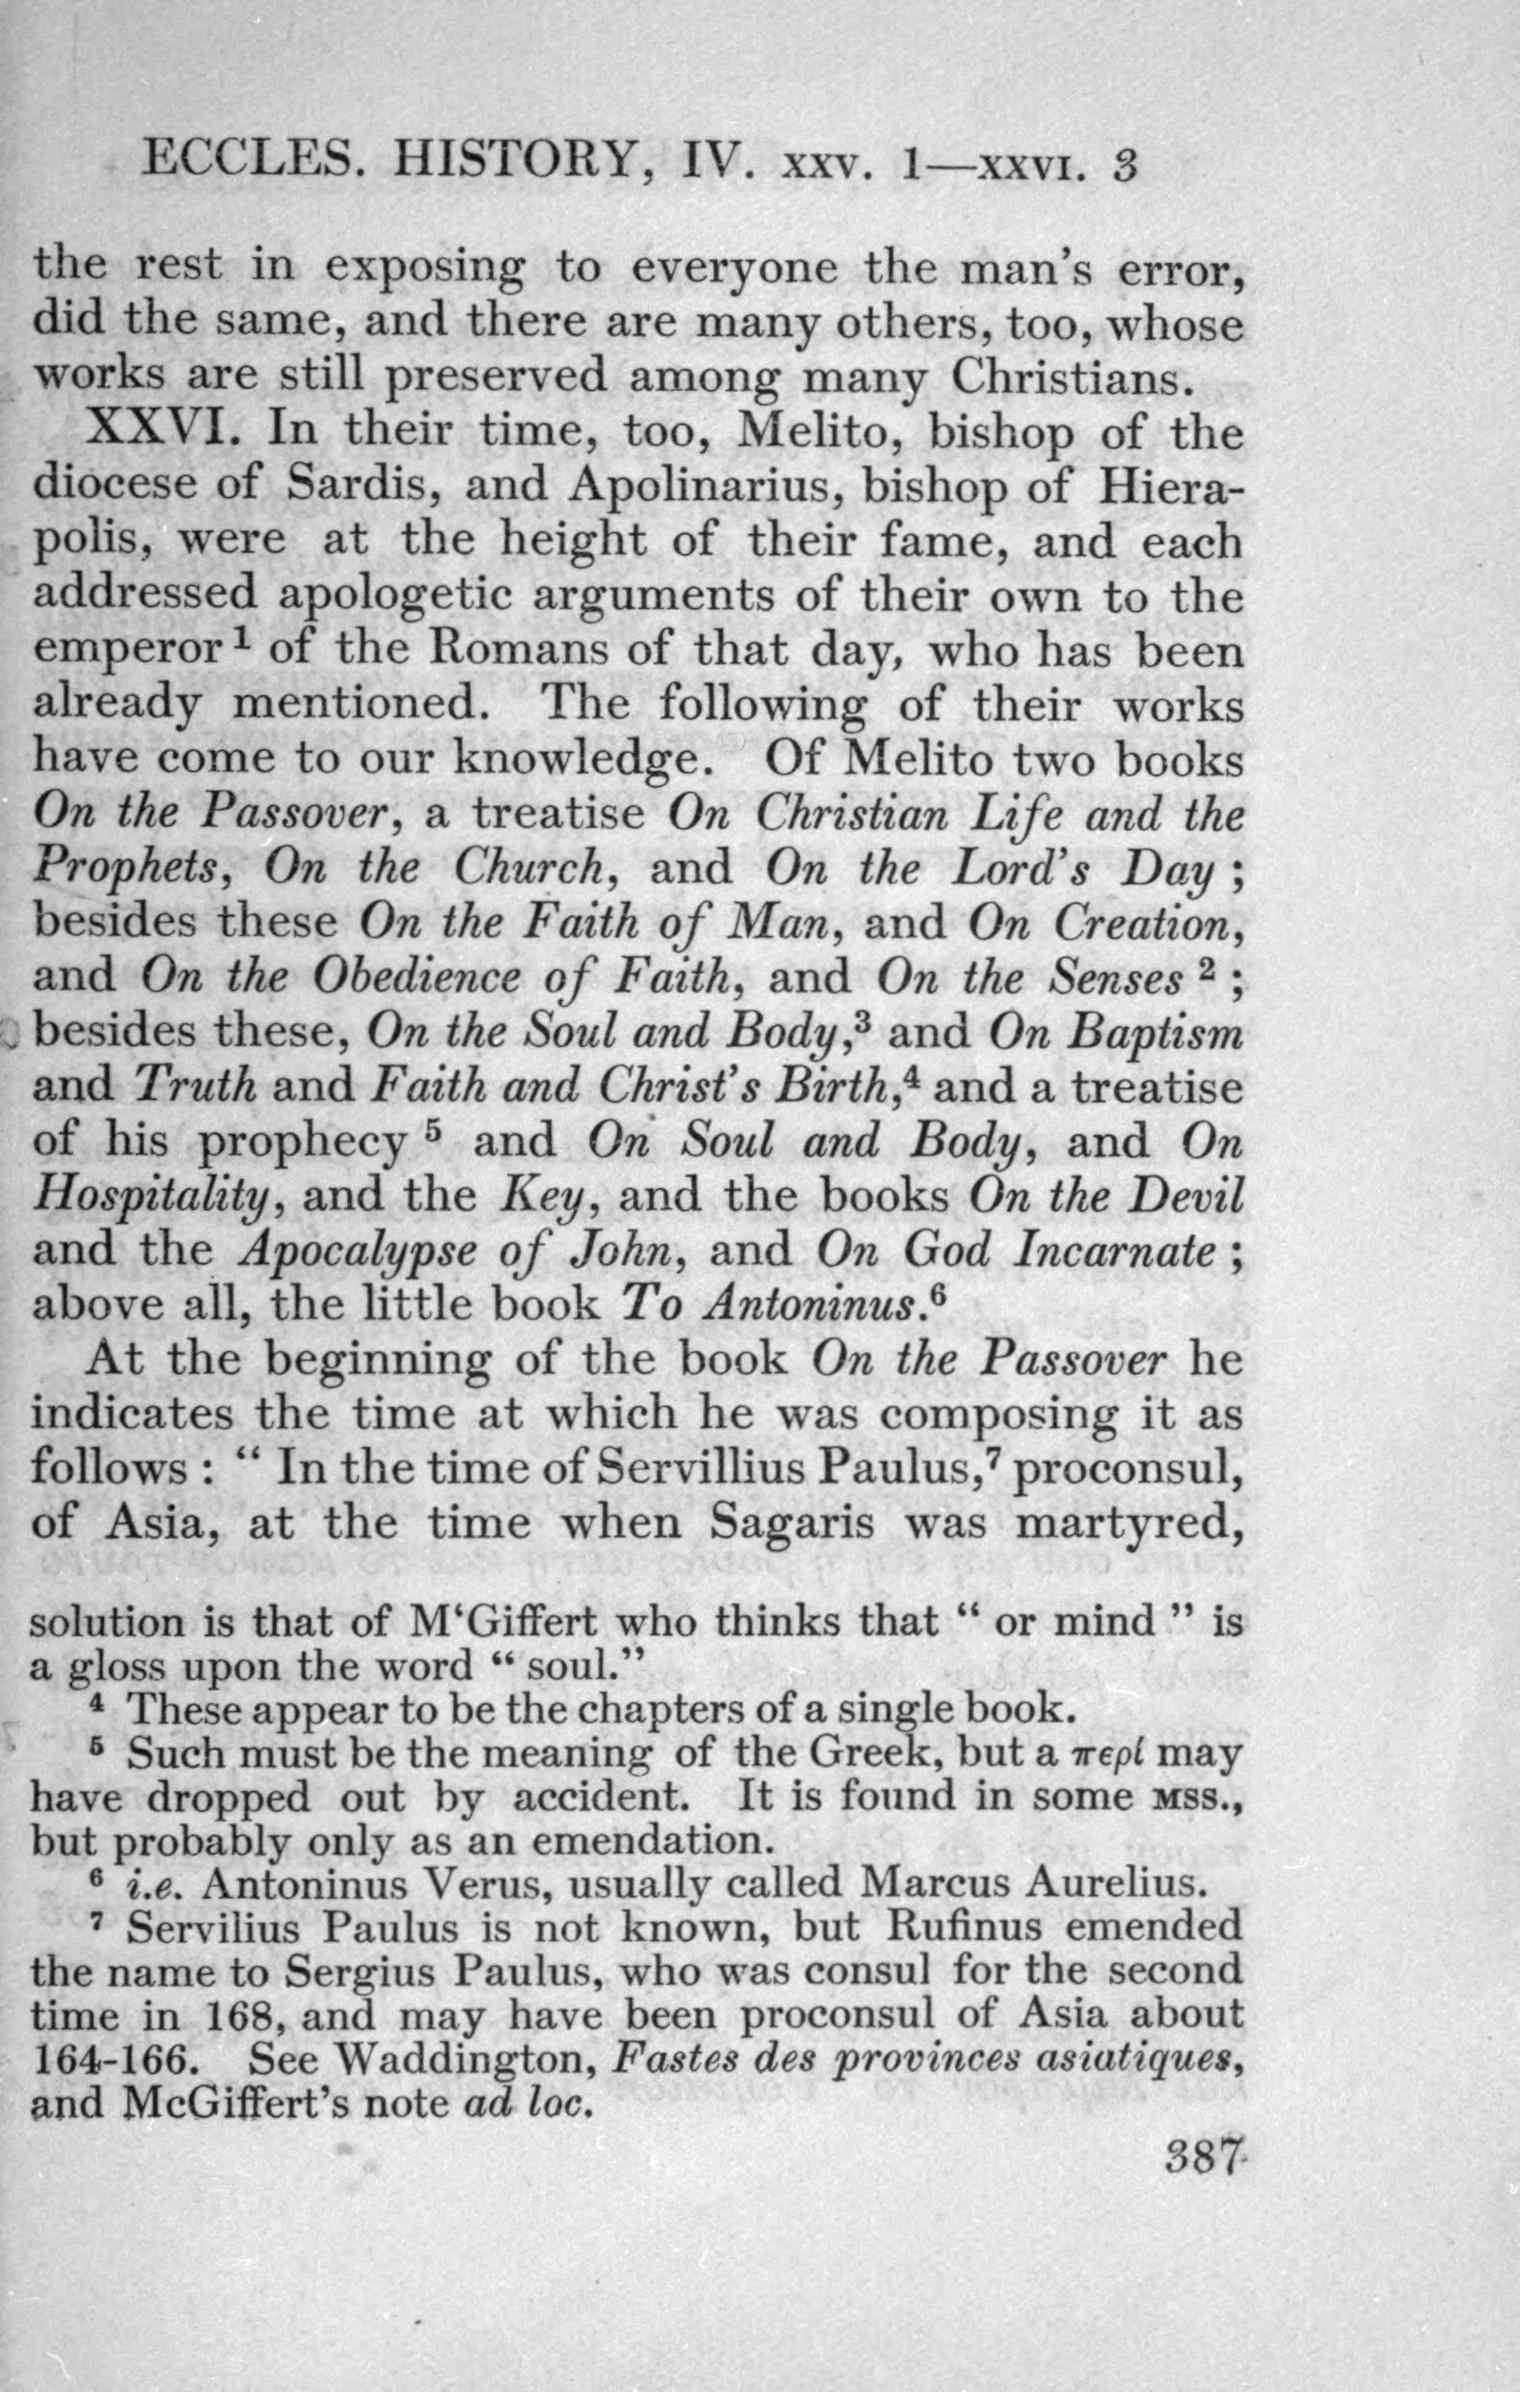 ECCLES. HISTORY, IV. xxv. 1—xxvi. 3
the rest in exposing to everyone the man's error,
did the same, and there are many others, too, whose
works are still preserved among many Christians.
XXVI. In their time, too, Melito, bishop of the
diocese of Sardis, and Apolinarius, bishop of Hiera-
polis, were at the height of their fame, and each
addressed apologetic arguments of their own to the
emperor ¹ of the Romans of that day, who has been
already mentioned. The following of their works
have come to our knowledge. Of Melito two books
On the Passover, a treatise On Christian Life and the
Prophets, On the Church, and On the Lord's Day ;
besides these On the Faith of Man, and On Creation,
and On the Obedience of Faith, and On the Senses ² ;
besides these, On the Soul and Body,³ and On Baptism
and Truth and Faith and Christ's Birth,⁴ and a treatise
of his prophecy ⁵ and On Soul and Body, and On
Hospitality, and the Key, and the books On the Devil
and the Apocalypse of John, and On God Incarnate ;
above all, the little book To Antoninus.⁶
At the beginning of the book On the Passover he
indicates the time at which he was composing it as
follows : “ In the time of Servillius Paulus,⁷ proconsul,
of Asia, at the time when Sagaris was martyred,
solution is that of M‘Giffert who thinks that “ or mind ” is
a gloss upon the word “ soul.”
⁴ These appear to be the chapters of a single book.
⁵ Such must be the meaning of the Greek, but a περί may
have dropped out by accident. It is found in some MSS.,
but probably only as an emendation.
⁶ i.e. Antoninus Verus, usually called Marcus Aurelius.
⁷ Servilius Paulus is not known, but Rufinus emended
the name to Sergius Paulus, who was consul for the second
time in 168, and may have been proconsul of Asia about
164-166. See Waddington, Fastes des provinces asiatiques,
and McGiffert's note ad loc.
387